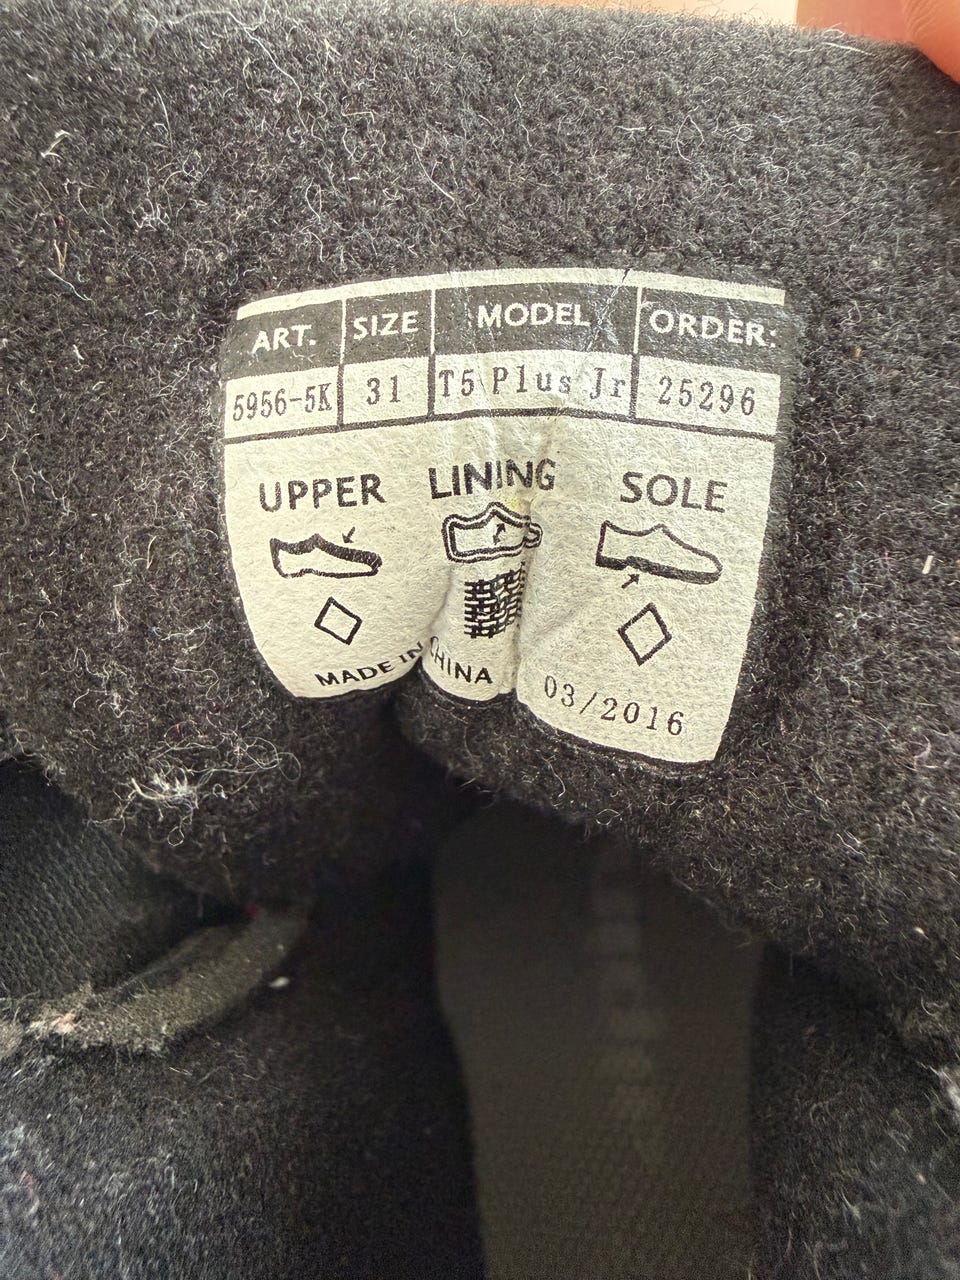 ART. SIZE MODEL ORDER:
5956-5K 31 T5 Plus Jr 25296
UPPER LINING SOLE
MADE IN CHINA
03/2016